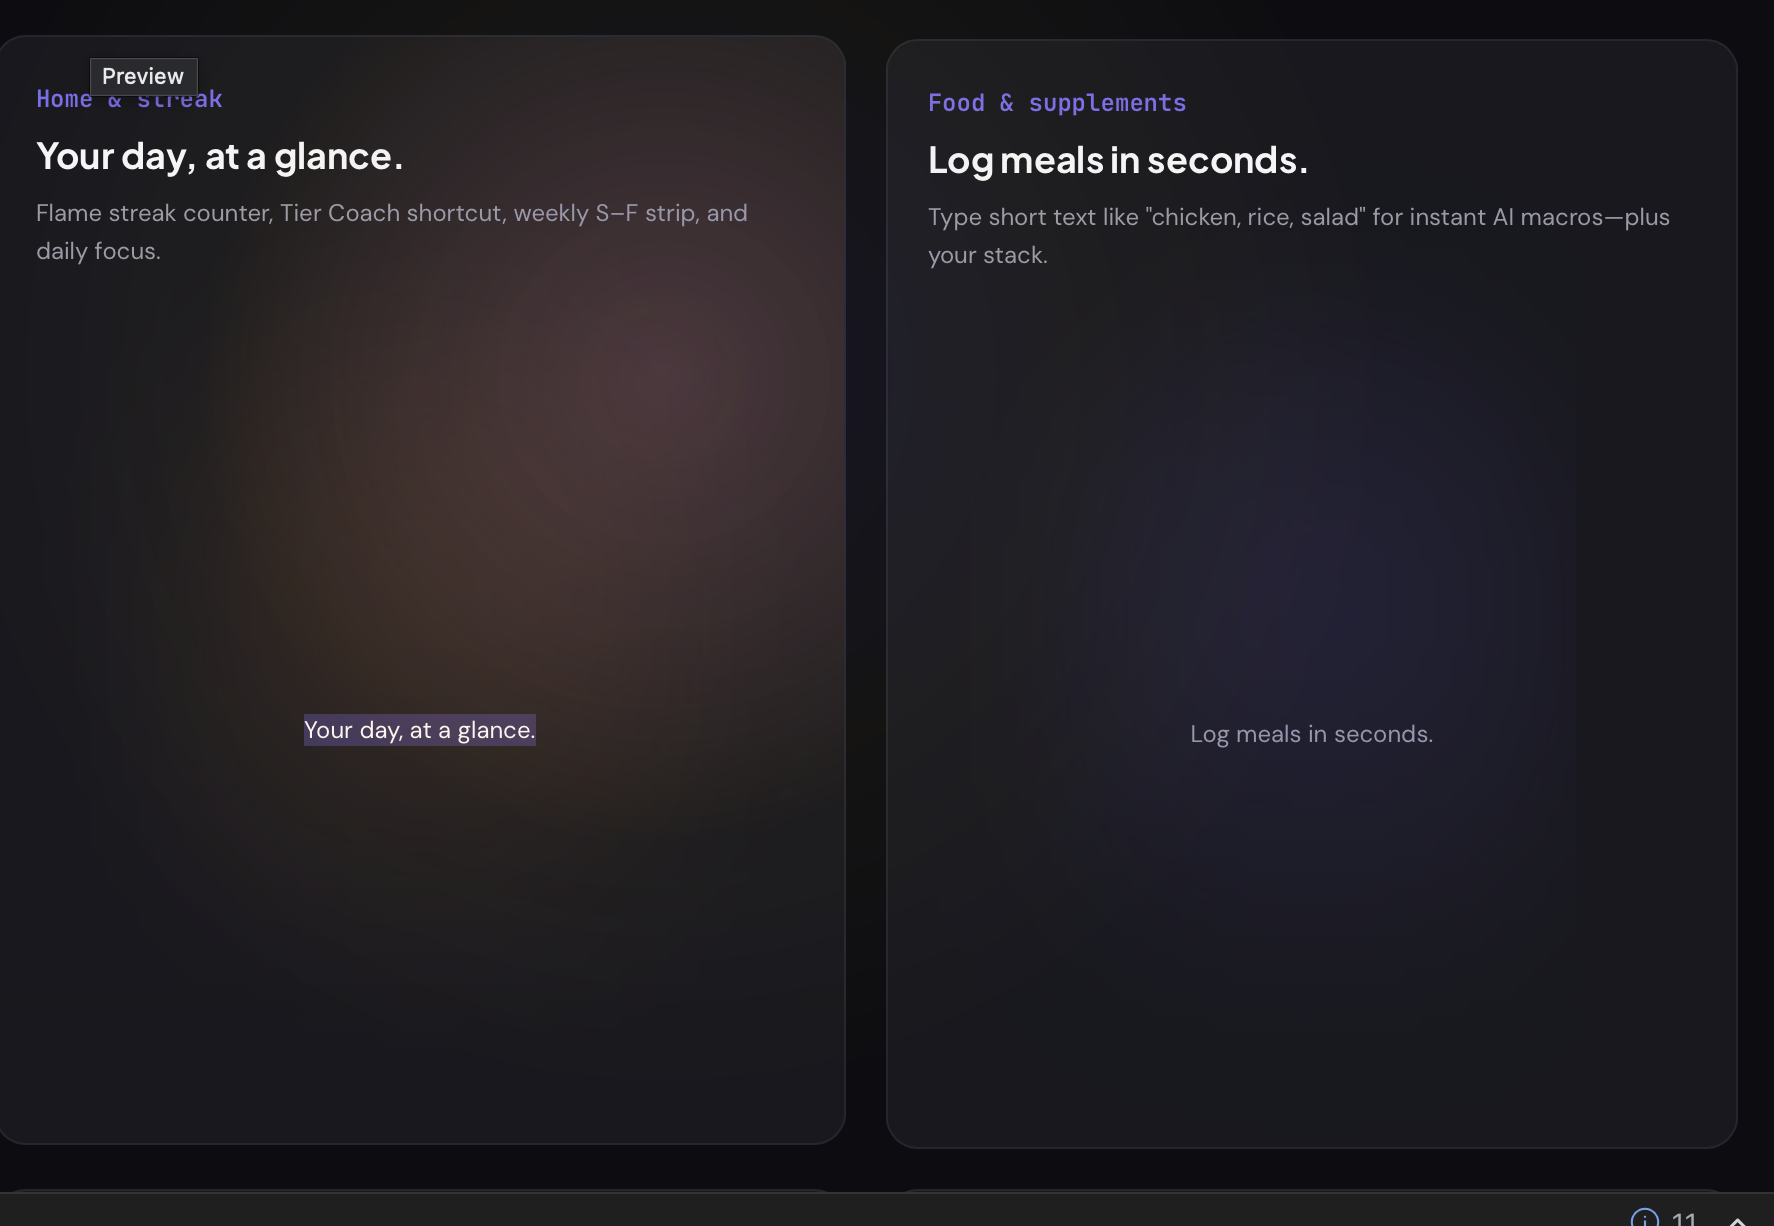 Preview
Home & streak
Your day, at a glance.
Flame streak counter, Tier Coach shortcut, weekly S–F strip, and
daily focus.
Your day, at a glance.
Food & supplements
Log meals in seconds.
Type short text like "chicken, rice, salad" for instant AI macros—plus
your stack.
Log meals in seconds.
11